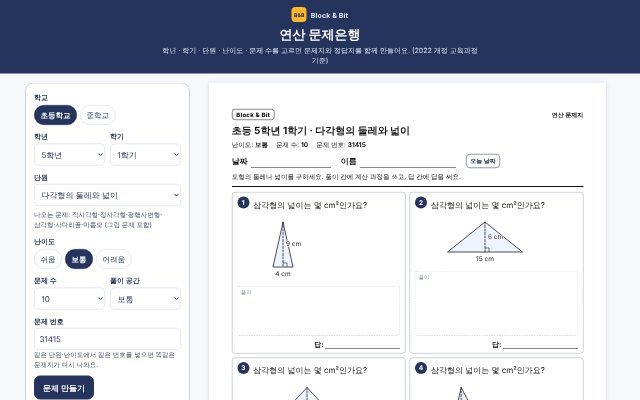 B&B Block & Bit
연산 문제은행
학년 · 학기 · 단원 · 난이도 · 문제 수를 고르면 문제지와 정답지를 함께 만들어요. (2022 개정 교육과정
기준)
학교
초등학교 중학교
학년 학기
5학년 1학기
단원
다각형의 둘레와 넓이
나오는 문제: 직사각형·정사각형·평행사변형·
삼각형·사다리꼴·마름모 (그림 문제 포함)
난이도
쉬움 보통 어려움
문제 수 풀이 공간
10 보통
문제 번호
31415
같은 단원·난이도에서 같은 번호를 넣으면 똑같은
문제지가 다시 나와요.
문제 만들기
Block & Bit 연산 문제지
초등 5학년 1학기 · 다각형의 둘레와 넓이
난이도: 보통 문제 수: 10 문제 번호: 31415
날짜 이름 오늘 날짜
도형의 둘레나 넓이를 구하세요. 풀이 칸에 계산 과정을 쓰고, 답 칸에 답을 써요.
1 삼각형의 넓이는 몇 cm²인가요?
9 cm
4 cm
풀이
답:
2 삼각형의 넓이는 몇 cm²인가요?
6 cm
15 cm
풀이
답:
3 삼각형의 넓이는 몇 cm²인가요?
4 삼각형의 넓이는 몇 cm²인가요?